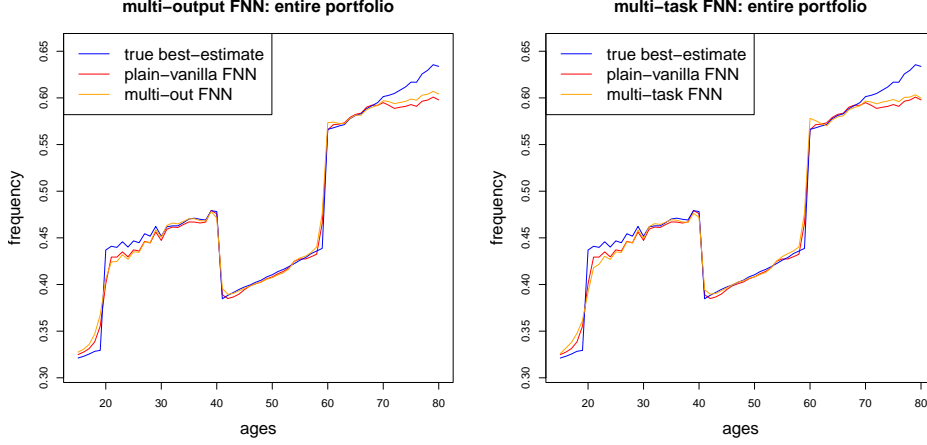 multi−output FNN: entire portfolio
true best−estimate
plain−vanilla FNN
multi−out FNN
frequency
0.65
0.60
0.55
0.50
0.45
0.40
0.35
0.30
20 30 40 50 60 70 80
ages
multi−task FNN: entire portfolio
true best−estimate
plain−vanilla FNN
multi−task FNN
frequency
0.65
0.60
0.55
0.50
0.45
0.40
0.35
0.30
20 30 40 50 60 70 80
ages